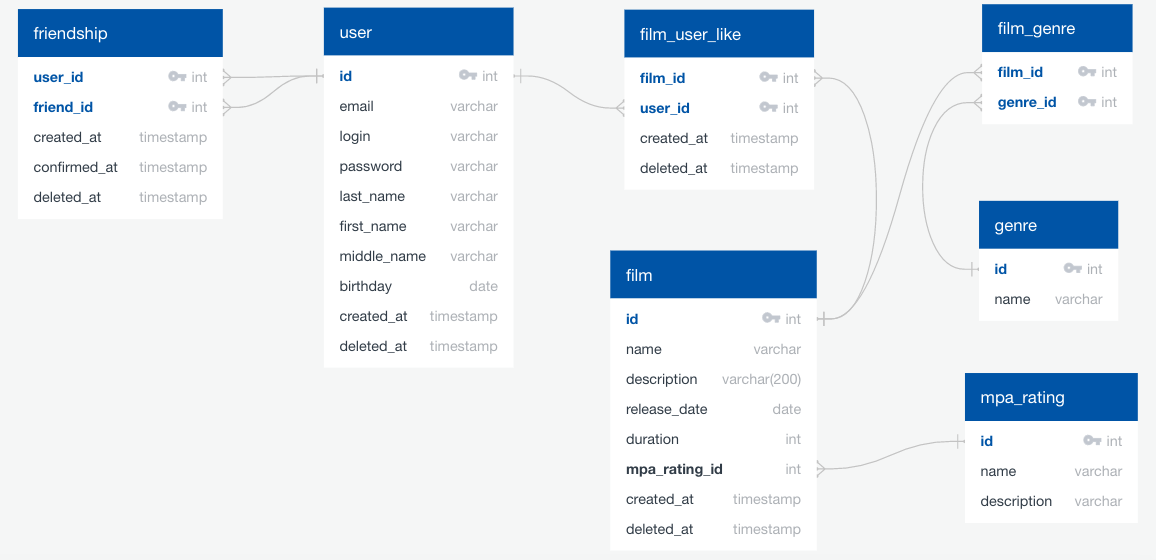 friendship
user_id int
friend_id int
created_at timestamp
confirmed_at timestamp
deleted_at timestamp
user
id int
email varchar
login varchar
password varchar
last_name varchar
first_name varchar
middle_name varchar
birthday date
created_at timestamp
deleted_at timestamp
film_user_like
film_id int
user_id int
created_at timestamp
deleted_at timestamp
film
id int
name varchar
description varchar(200)
release_date date
duration int
mpa_rating_id int
created_at timestamp
deleted_at timestamp
film_genre
film_id int
genre_id int
genre
id int
name varchar
mpa_rating
id int
name varchar
description varchar